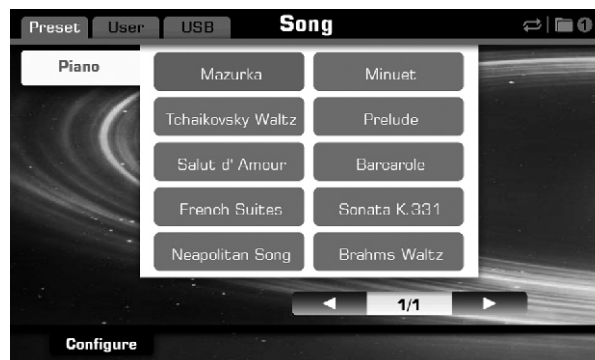 Preset User USB Song 1
Piano
Mazurka Minuet
Tchaikovsky Waltz Prelude
Salut d' Amour Barcarole
French Suites Sonata K.331
Neapolitan Song Brahms Waltz
1/1
Configure